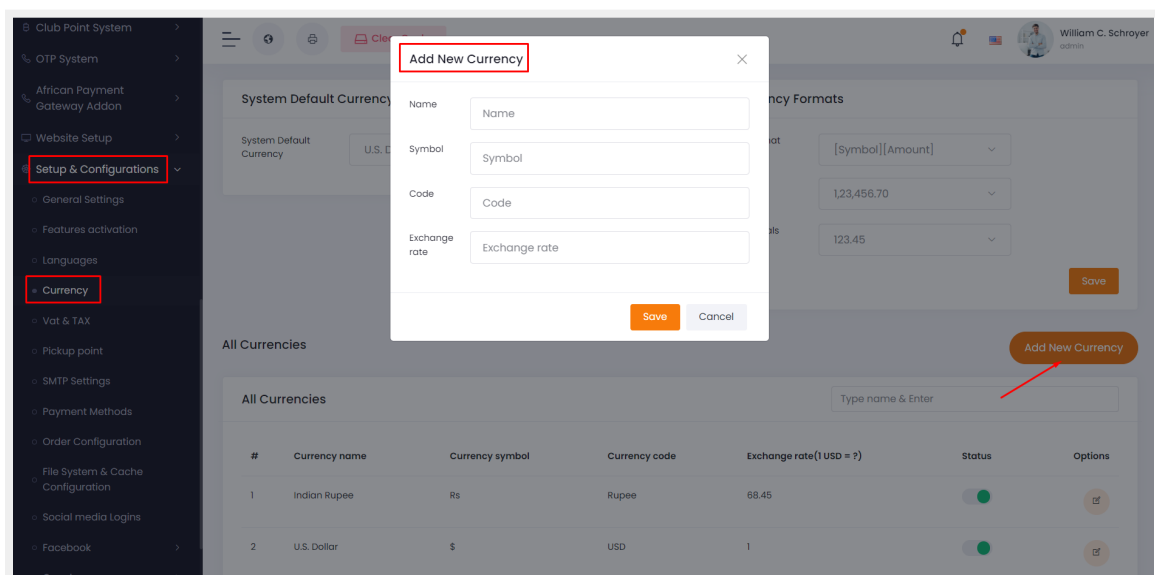 Club Point System
OTP System
African Payment
Gateway Addon
Website Setup
Setup & Configurations
General Settings
Features activation
Languages
Currency
Vat & TAX
Pickup point
SMTP Settings
Payment Methods
Order Configuration
File System & Cache
Configuration
Social media Logins
Facebook
William C. Schroyer
admin
Add New Currency
Name
Name
Symbol
Symbol
Code
Code
Exchange
rate
Exchange rate
Save
Cancel
System Default Currency
System Default
Currency
Formats
[Symbol][Amount]
1,23,456.70
123.45
Save
All Currencies
Add New Currency
All Currencies
Type name & Enter
# Currency name Currency symbol Currency code Exchange rate(1 USD = ?) Status Options
1 Indian Rupee Rs Rupee 68.45
2 U.S. Dollar $ USD 1